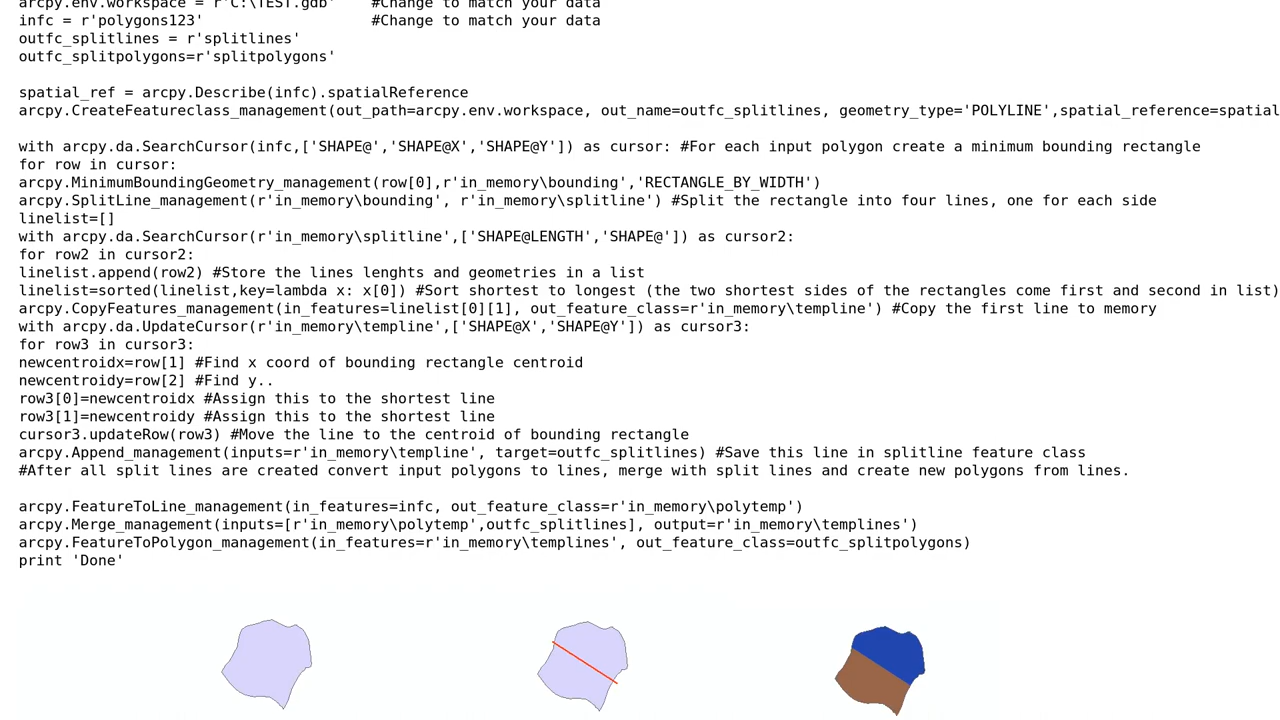 arcpy.env.workspace = r'C:\TEST.gdb'    #Change to match your data
infc = r'polygons123'                   #Change to match your data
outfc_splitlines = r'splitlines'
outfc_splitpolygons=r'splitpolygons'
spatial_ref = arcpy.Describe(infc).spatialReference
arcpy.CreateFeatureclass_management(out_path=arcpy.env.workspace, out_name=outfc_splitlines, geometry_type='POLYLINE',spatial_reference=spatial
with arcpy.da.SearchCursor(infc,['SHAPE@','SHAPE@X','SHAPE@Y']) as cursor: #For each input polygon create a minimum bounding rectangle
for row in cursor:
arcpy.MinimumBoundingGeometry_management(row[0],r'in_memory\bounding','RECTANGLE_BY_WIDTH')
arcpy.SplitLine_management(r'in_memory\bounding', r'in_memory\splitline') #Split the rectangle into four lines, one for each side
linelist=[]
with arcpy.da.SearchCursor(r'in_memory\splitline',['SHAPE@LENGTH','SHAPE@']) as cursor2:
for row2 in cursor2:
linelist.append(row2) #Store the lines lenghts and geometries in a list
linelist=sorted(linelist,key=lambda x: x[0]) #Sort shortest to longest (the two shortest sides of the rectangles come first and second in list)
arcpy.CopyFeatures_management(in_features=linelist[0][1], out_feature_class=r'in_memory\templine') #Copy the first line to memory
with arcpy.da.UpdateCursor(r'in_memory\templine',['SHAPE@X','SHAPE@Y']) as cursor3:
for row3 in cursor3:
newcentroidx=row[1] #Find x coord of bounding rectangle centroid
newcentroidy=row[2] #Find y..
row3[0]=newcentroidx #Assign this to the shortest line
row3[1]=newcentroidy #Assign this to the shortest line
cursor3.updateRow(row3) #Move the line to the centroid of bounding rectangle
arcpy.Append_management(inputs=r'in_memory\templine', target=outfc_splitlines) #Save this line in splitline feature class
#After all split lines are created convert input polygons to lines, merge with split lines and create new polygons from lines.
arcpy.FeatureToLine_management(in_features=infc, out_feature_class=r'in_memory\polytemp')
arcpy.Merge_management(inputs=[r'in_memory\polytemp',outfc_splitlines], output=r'in_memory\templines')
arcpy.FeatureToPolygon_management(in_features=r'in_memory\templines', out_feature_class=outfc_splitpolygons)
print 'Done'